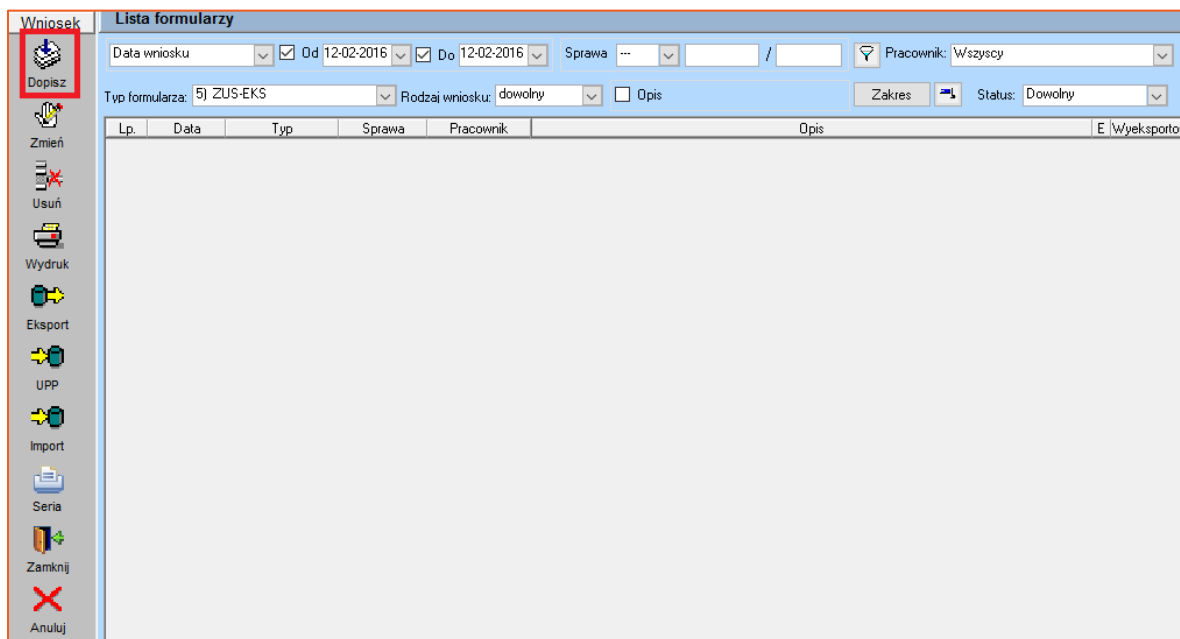 Wniosek
Lista formularzy
Dopisz
Zmień
Usuń
Wydruk
Eksport
UPP
Import
Seria
Zamknij
Anuluj
Data wniosku Od 12-02-2016 Do 12-02-2016 Sprawa --- / Pracownik: Wszyscy
Typ formularza: 5) ZUS-EKS Rodzaj wniosku: dowolny Opis Zakres Status: Dowolny
Lp. Data Typ Sprawa Pracownik Opis E Wyeksporto